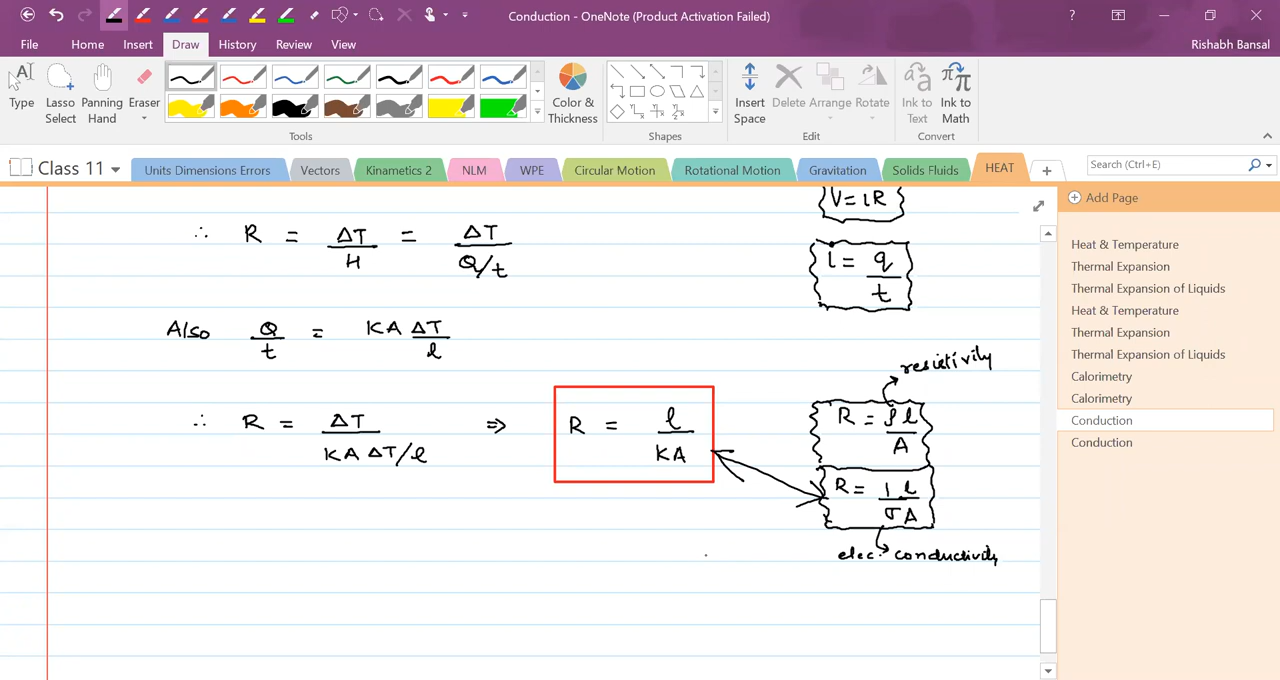 Conduction - OneNote (Product Activation Failed)
File Home Insert Draw History Review View
Rishabh Bansal
Type Lasso Select Panning Hand Eraser
Color & Thickness
Insert Space Delete Arrange Rotate
Ink to Text Ink to Math
Tools Shapes Edit Convert
Class 11 Units Dimensions Errors Vectors Kinametics 2 NLM WPE Circular Motion Rotational Motion Gravitation Solids Fluids HEAT
Search (Ctrl+E)
Add Page
Heat & Temperature
Thermal Expansion
Thermal Expansion of Liquids
Heat & Temperature
Thermal Expansion
Thermal Expansion of Liquids
Calorimetry
Calorimetry
Conduction
Conduction
V = iR
∴ R = ΔT/H = ΔT/(Q/t)
i = q/t
Also Q/t = KA ΔT/l
resistivity
∴ R = ΔT/(KA ΔT/l) ⇒ R = l/KA
R = ρl/A
R = 1 l/σA
elec. conductivity